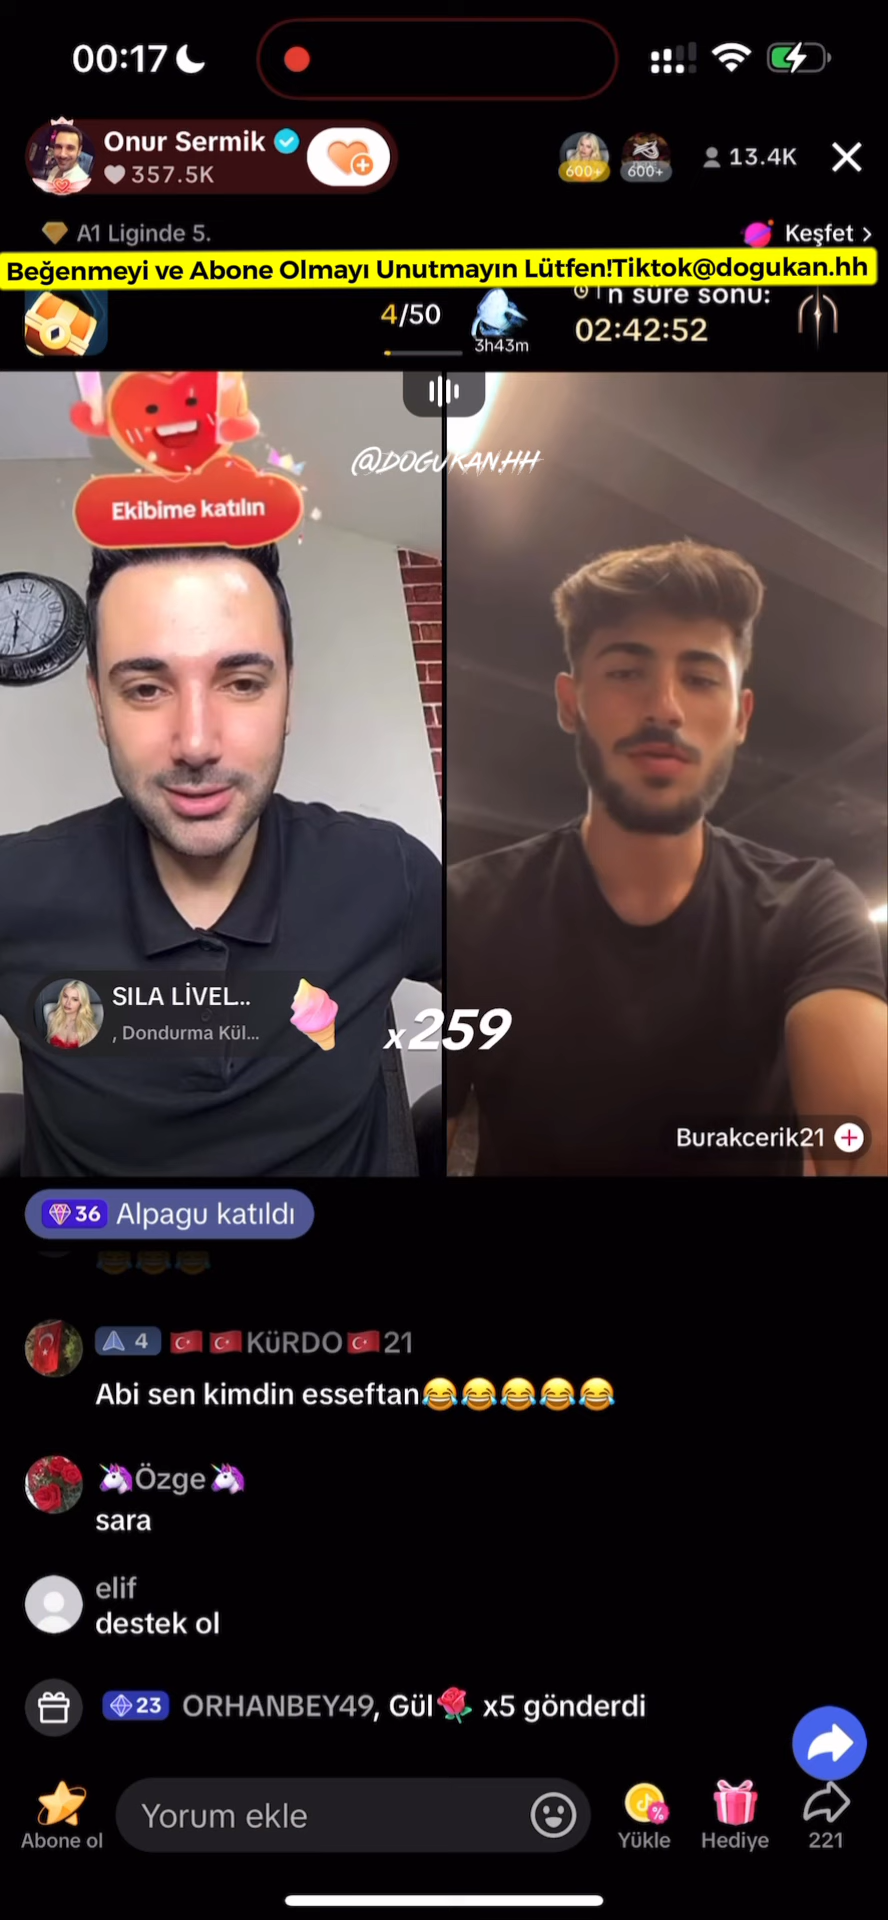 00:17
Onur Sermik
357.5K
600+
600+
13.4K
A1 Liginde 5.
Keşfet >
Beğenmeyi ve Abone Olmayı Unutmayın Lütfen!Tiktok@dogukan.hh
4/50
3h43m
n süre sonu:
02:42:52
@DOGUKAN.HH
Ekibime katılın
SILA LİVEL...
, Dondurma Kül...
x259
Burakcerik21
36 Alpagu katıldı
😂😂😂
4 🇹🇷🇹🇷KüRDO🇹🇷21
Abi sen kimdin esseftan😂😂😂😂😂
🦄Özge🦄
sara
elif
destek ol
23 ORHANBEY49, Gül🌹 x5 gönderdi
Abone ol
Yorum ekle
Yükle
Hediye
221